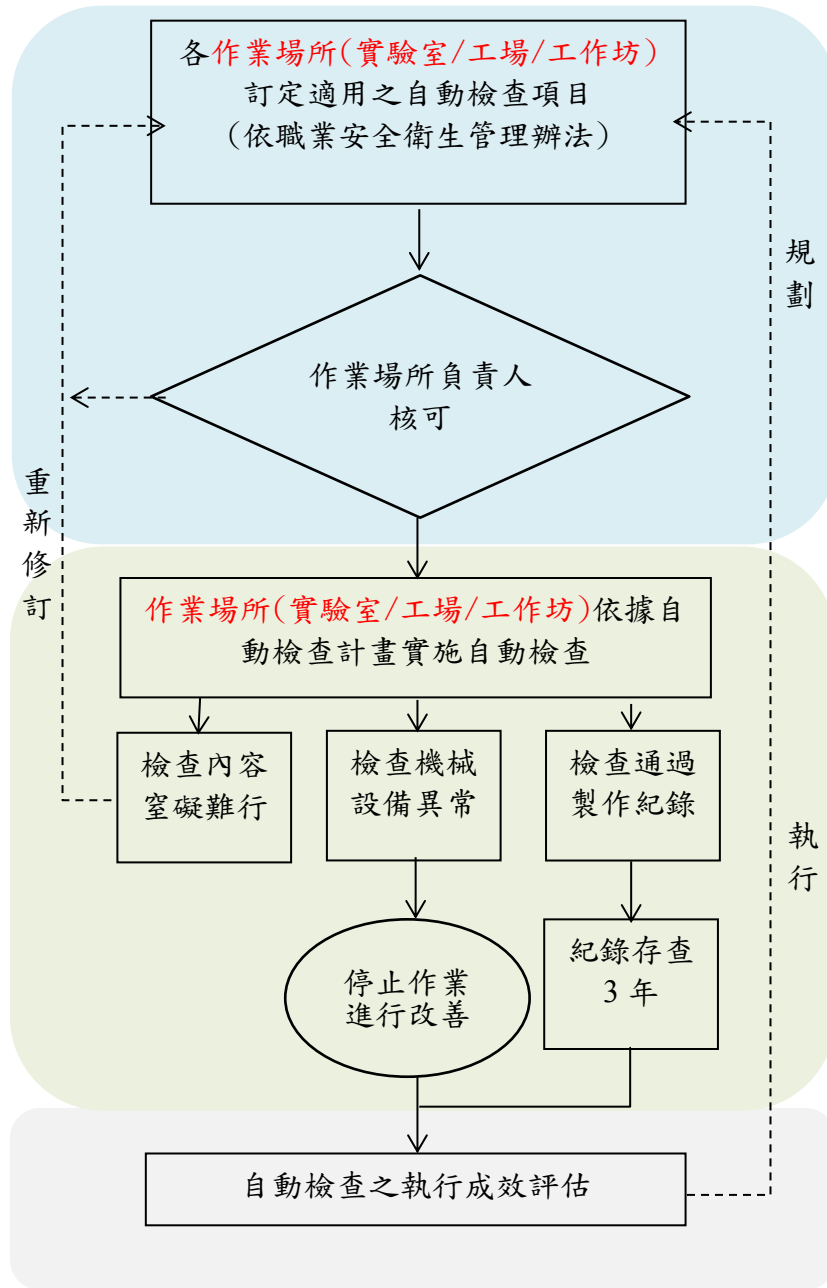 各作業場所(實驗室/工場/工作坊)
訂定適用之自動檢查項目
(依職業安全衛生管理辦法)
規劃
作業場所負責人
核可
重新修訂
作業場所(實驗室/工場/工作坊)依據自
動檢查計畫實施自動檢查
檢查內容
窒礙難行
檢查機械
設備異常
檢查通過
製作紀錄
執行
停止作業
進行改善
紀錄存查
3 年
自動檢查之執行成效評估